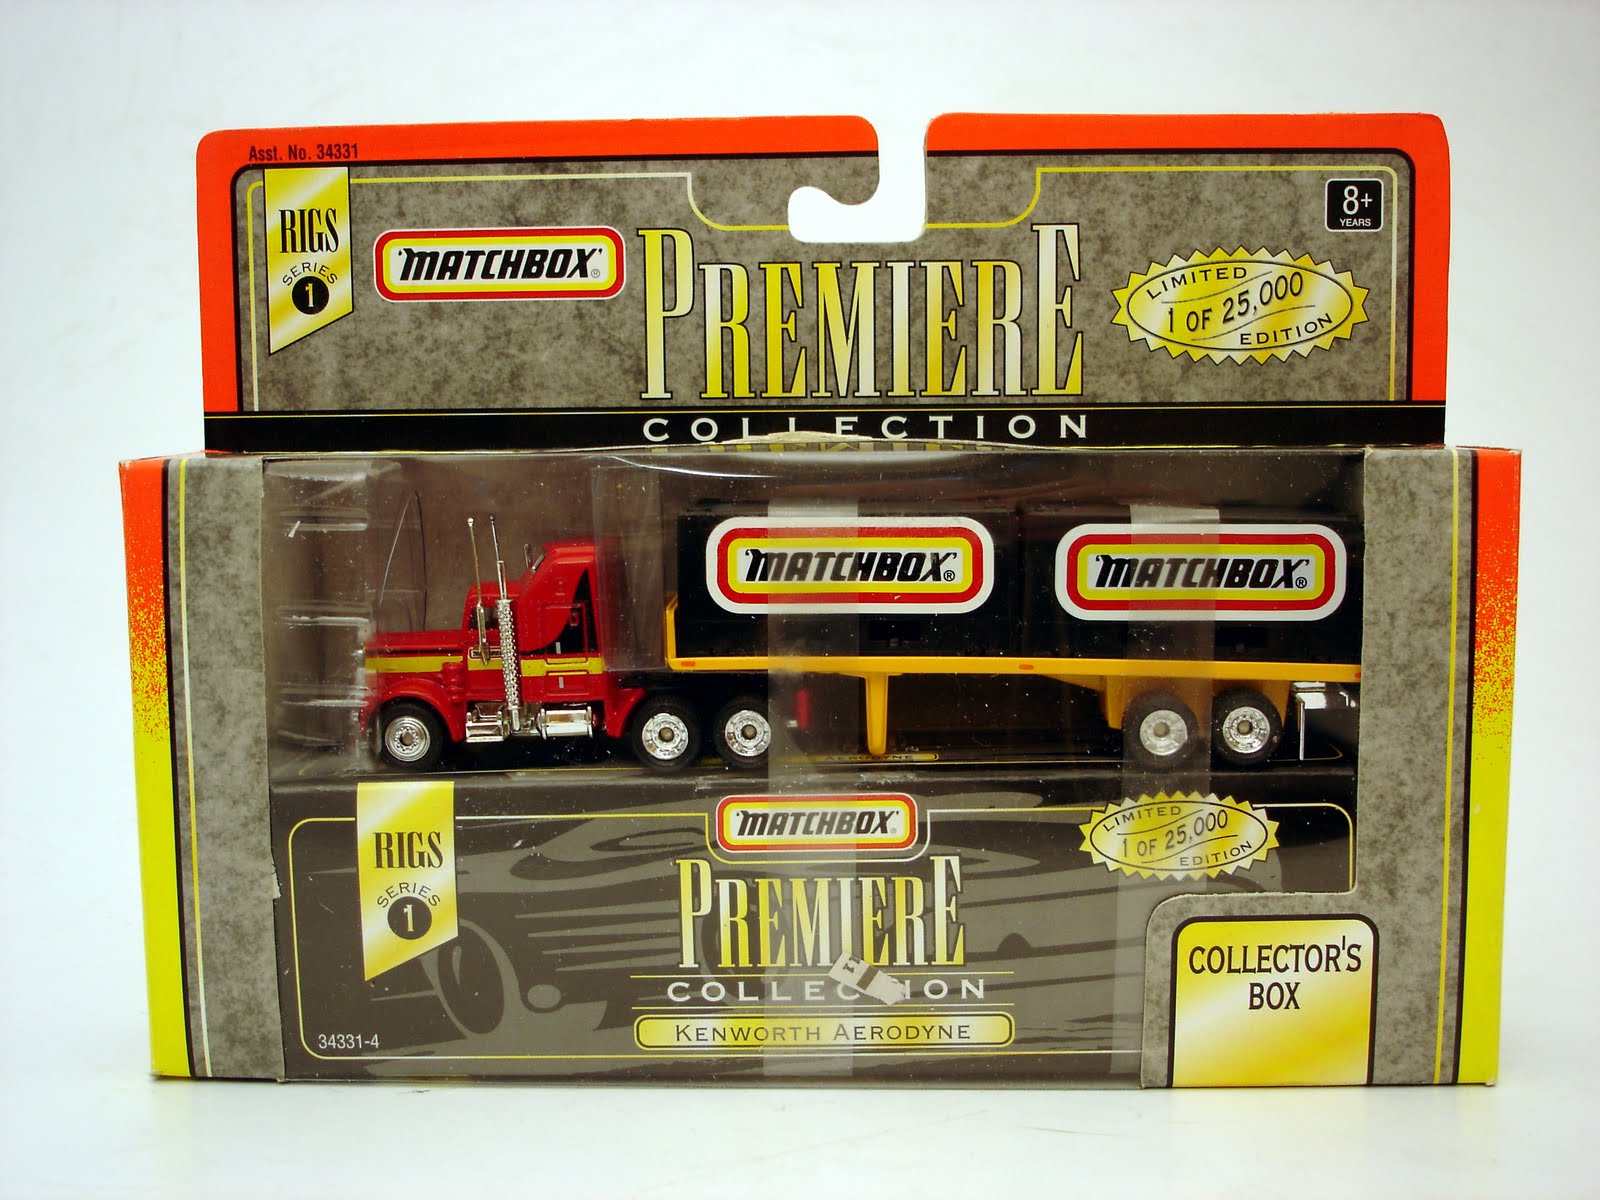 Asst. No. 34331
RIGS
SERIES
1
'MATCHBOX'®
PREMIERE
COLLECTION
LIMITED
1 OF 25,000
EDITION
8+
YEARS
'MATCHBOX'®
'MATCHBOX'®
AERODYNE
RIGS
SERIES
1
'MATCHBOX'®
PREMIERE
COLLECTION
KENWORTH AERODYNE
LIMITED
1 OF 25,000
EDITION
34331-4
COLLECTOR'S
BOX